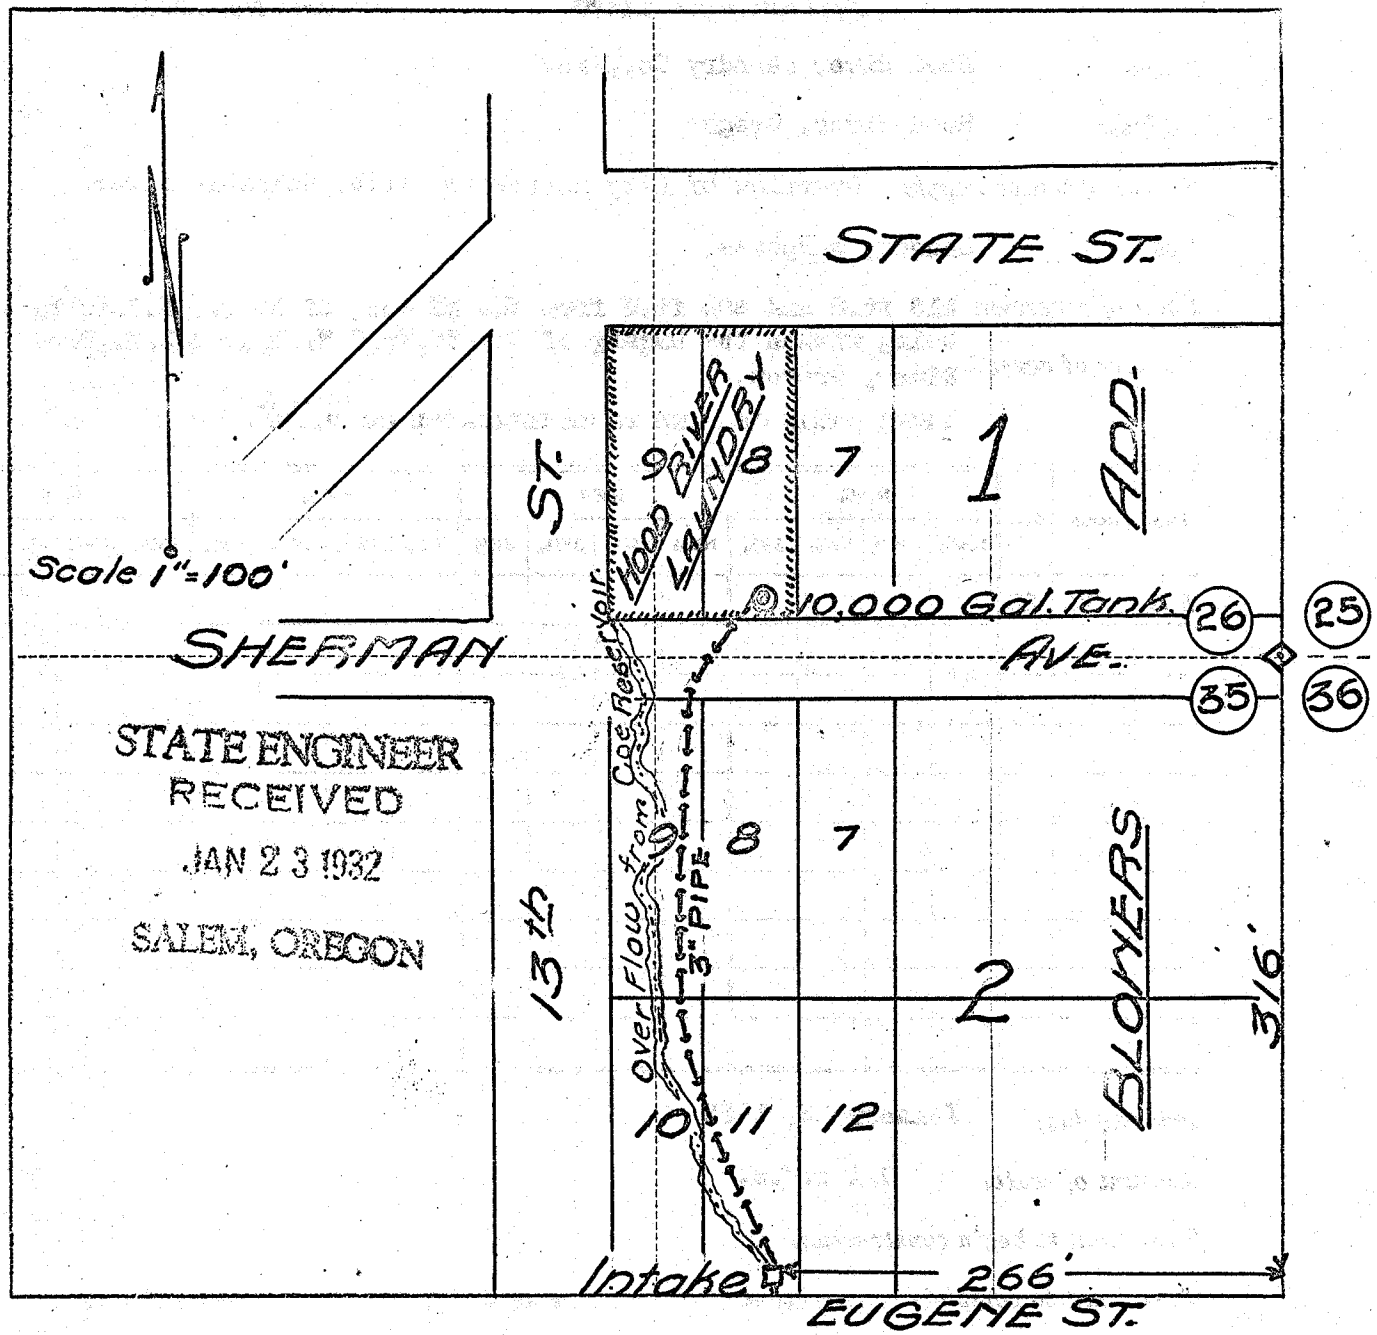 STATE ST.
N
Scale 1"=100'
ST.
9
HOOD RIVER
LAUNDRY
8
7
1
ADD.
10,000 Gal. Tank.
26
25
SHERMAN
AVE.
35
36
STATE ENGINEER
RECEIVED
JAN 23 1932
SALEM, OREGON
13th
Over Flow from Coe Reservoir.
9
3" PIPE
8
7
2
BLOWERS
316'
10
11
12
Intake
266'
EUGENE ST.